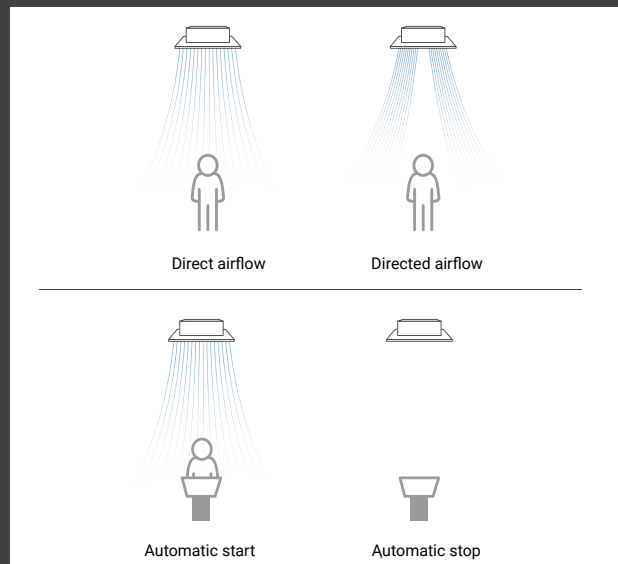 Direct airflow
Directed airflow
Automatic start
Automatic stop